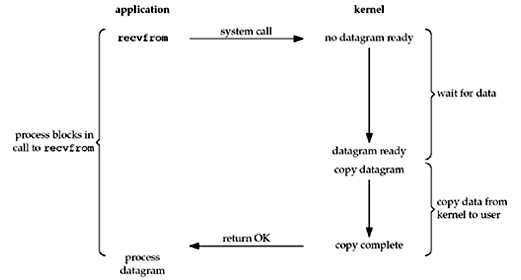 application kernel
recvfrom system call no datagram ready
wait for data
process blocks in
call to recvfrom
datagram ready
copy datagram
copy data from
kernel to user
return OK copy complete
process
datagram